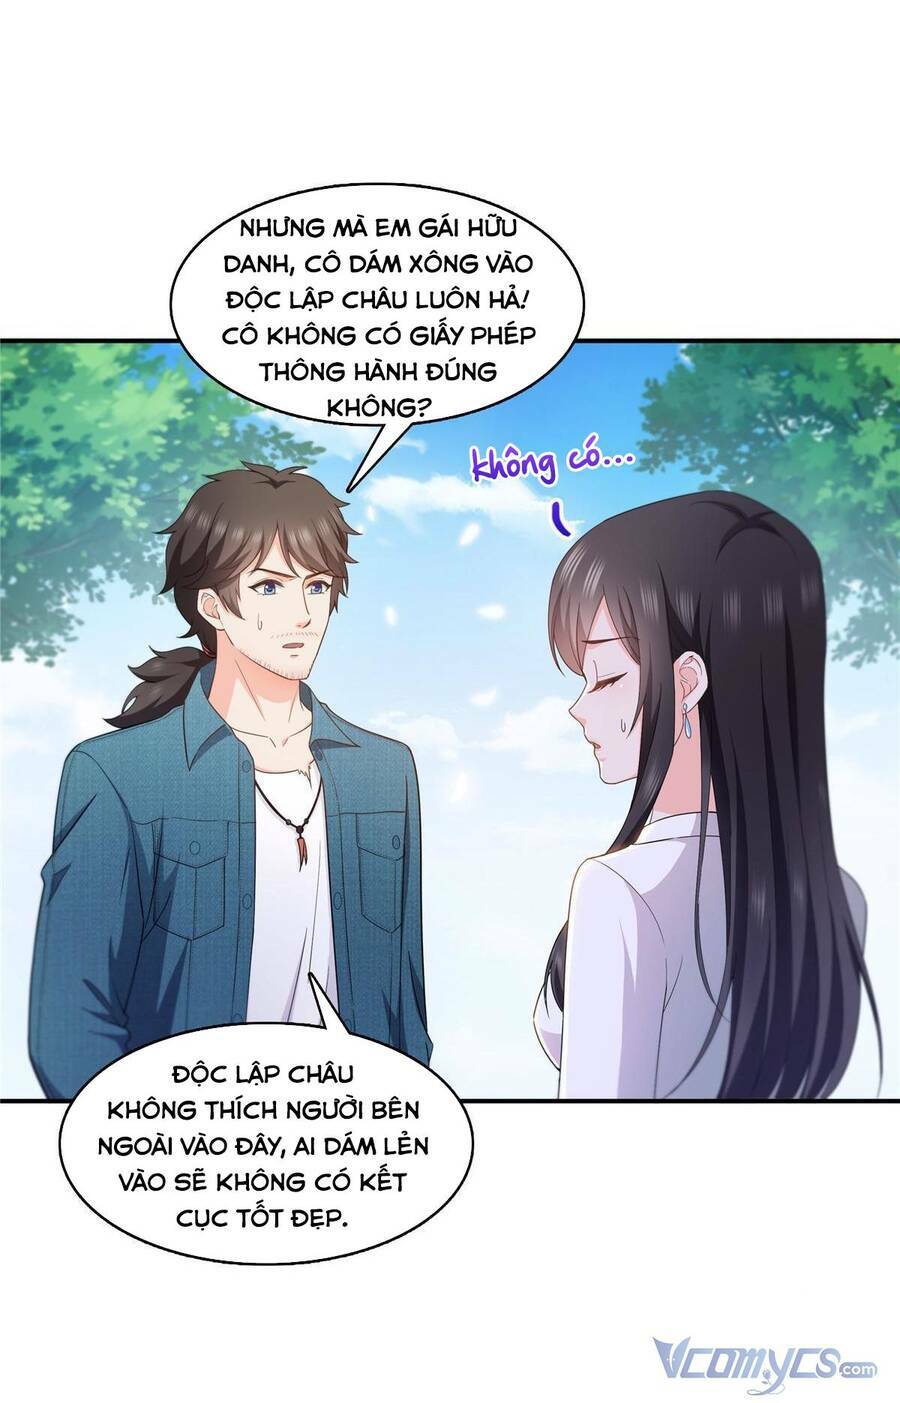 NHƯNG MÀ EM GÁI HỮU
DANH, CÔ DÁM XÔNG VÀO
ĐỘC LẬP CHÂU LUÔN HẢ!
CÔ KHÔNG CÓ GIẤY PHÉP
THÔNG HÀNH ĐÚNG
KHÔNG?
không có...
ĐỘC LẬP CHÂU
KHÔNG THÍCH NGƯỜI BÊN
NGOÀI VÀO ĐÂY, AI DÁM LẺN
VÀO SẼ KHÔNG CÓ KẾT
CỤC TỐT ĐẸP.
VCOMYCS.com